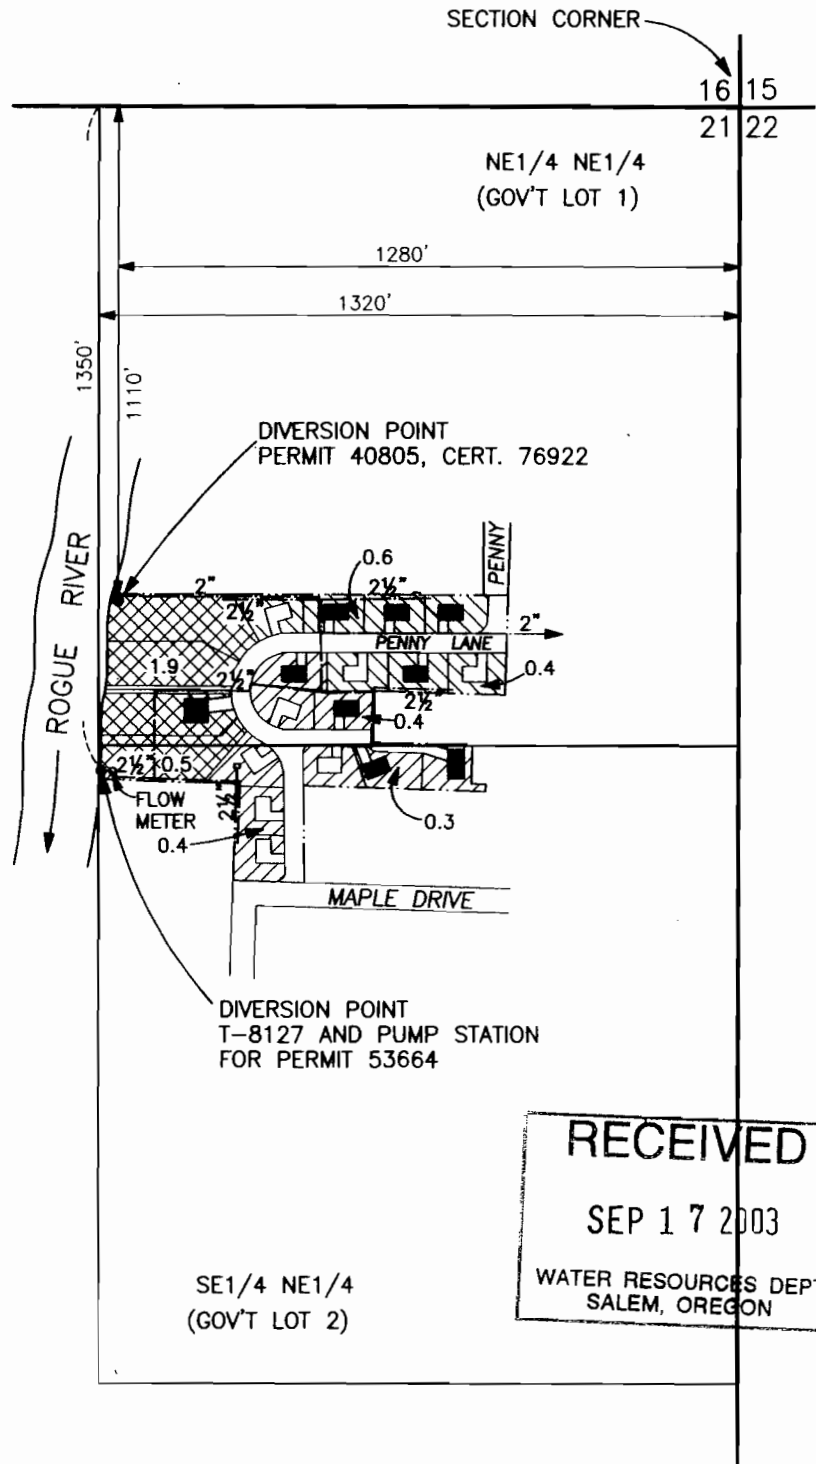 SECTION CORNER
16 15
21 22
NE1/4 NE1/4
(GOV'T LOT 1)
1280'
1320'
1350'
1110'
DIVERSION POINT
PERMIT 40805, CERT. 76922
ROGUE RIVER
PENNY
0.6
2"
2½"
2½"
2"
PENNY LANE
1.9
2½"
0.4
2½"
0.4
2½"
0.5
FLOW
METER
2½"
0.4
0.3
MAPLE DRIVE
DIVERSION POINT
T-8127 AND PUMP STATION
FOR PERMIT 53664
RECEIVED
SEP 17 2003
WATER RESOURCES DEPT
SALEM, OREGON
SE1/4 NE1/4
(GOV'T LOT 2)